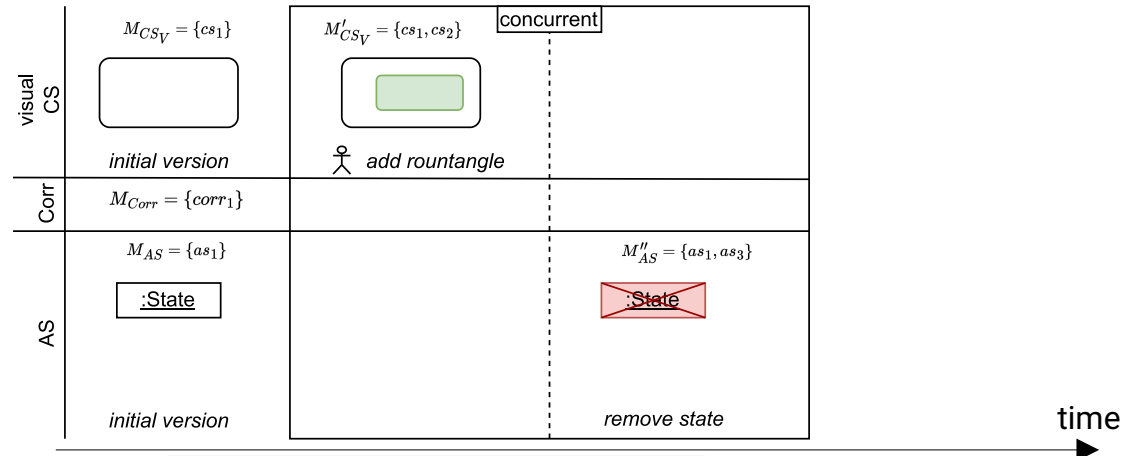 concurrent
visual
CS
M_{CS_V} = {cs_1}
M'_{CS_V} = {cs_1, cs_2}
initial version
add rountangle
Corr
M_{Corr} = {corr_1}
AS
M_{AS} = {as_1}
M''_{AS} = {as_1, as_3}
:State
:State
initial version
remove state
time